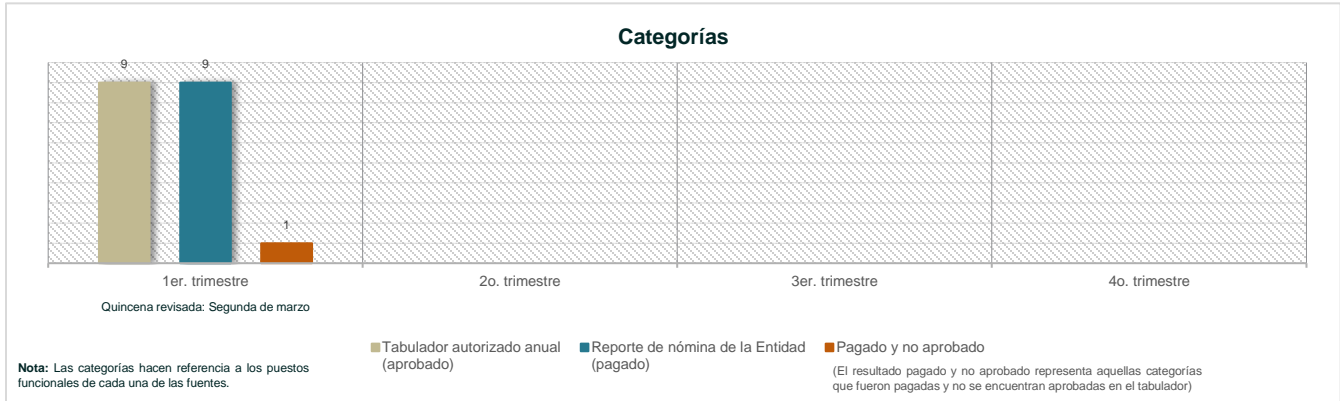 Categorías
9
9
1
1er. trimestre
2o. trimestre
3er. trimestre
4o. trimestre
Quincena revisada: Segunda de marzo
Tabulador autorizado anual
(aprobado)
Reporte de nómina de la Entidad
(pagado)
Pagado y no aprobado
(El resultado pagado y no aprobado representa aquellas categorías
que fueron pagadas y no se encuentran aprobadas en el tabulador)
Nota: Las categorías hacen referencia a los puestos
funcionales de cada una de las fuentes.